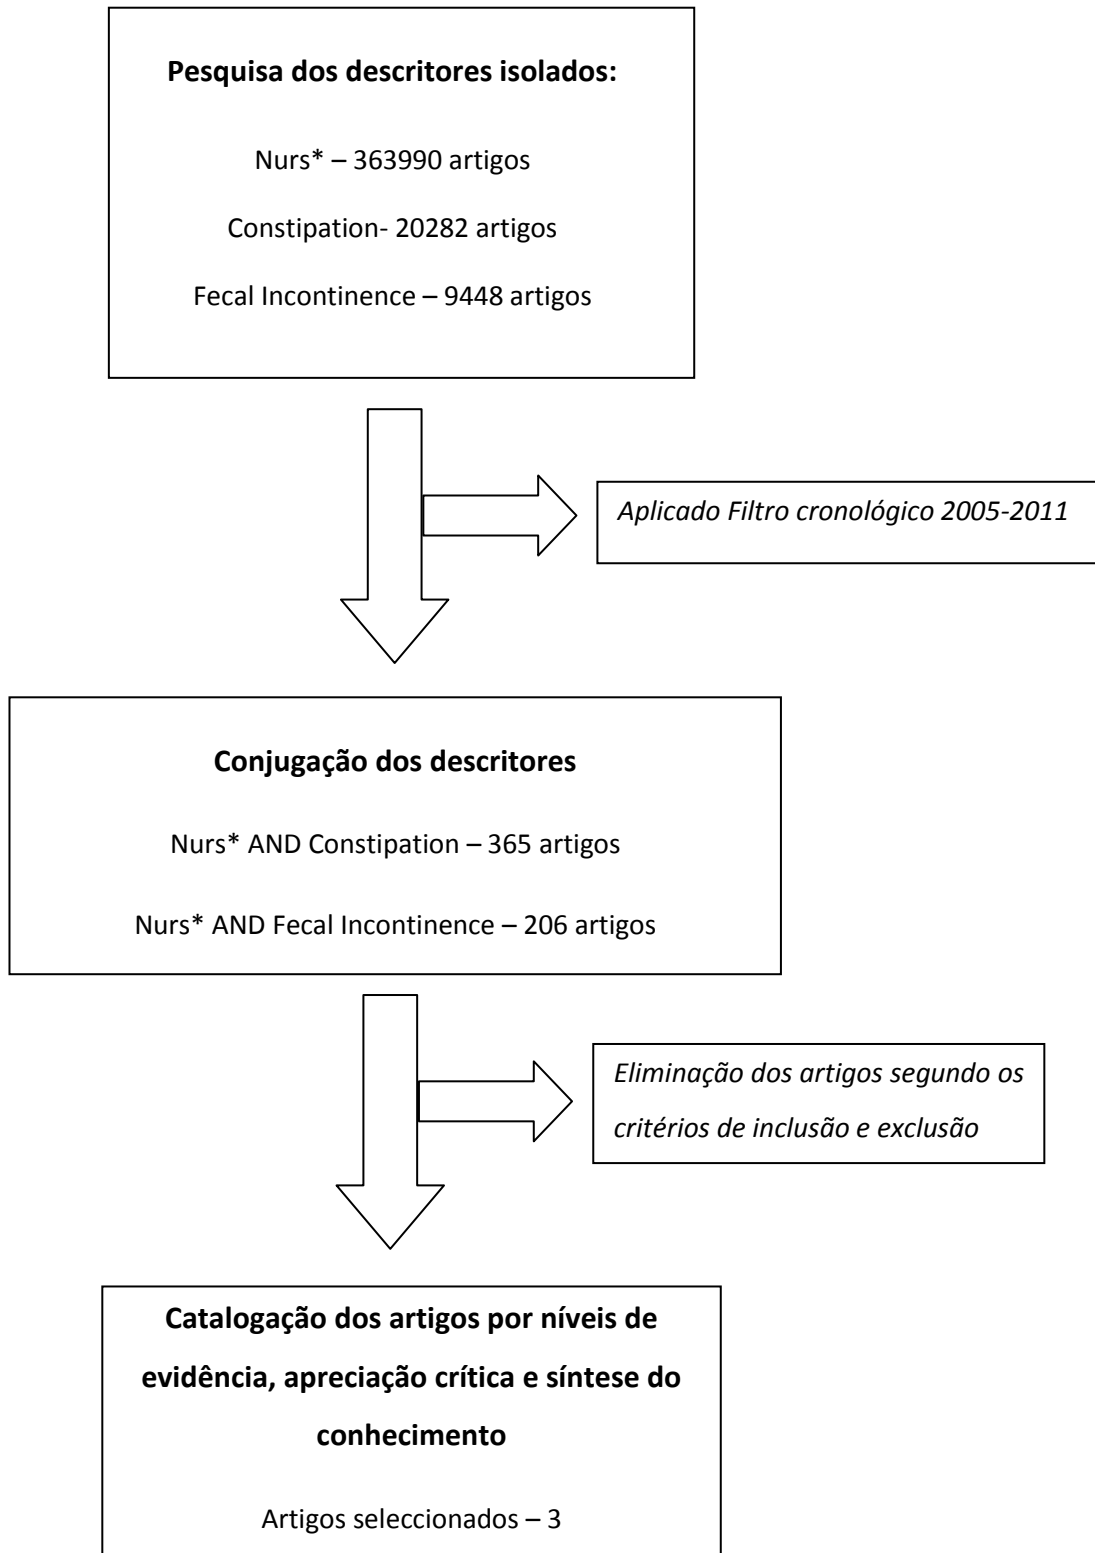 Pesquisa dos descritores isolados:
Nurs* – 363990 artigos
Constipation- 20282 artigos
Fecal Incontinence – 9448 artigos
Aplicado Filtro cronológico 2005-2011
Conjugação dos descritores
Nurs* AND Constipation – 365 artigos
Nurs* AND Fecal Incontinence – 206 artigos
Eliminação dos artigos segundo os
critérios de inclusão e exclusão
Catalogação dos artigos por níveis de
evidência, apreciação crítica e síntese do
conhecimento
Artigos seleccionados – 3